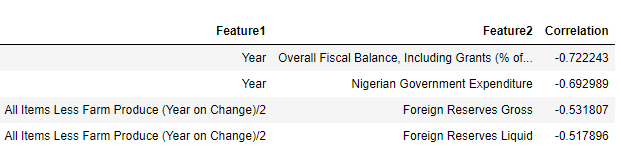 Feature1 Feature2 Correlation
Year Overall Fiscal Balance, Including Grants (% of... -0.722243
Year Nigerian Government Expenditure -0.692989
All Items Less Farm Produce (Year on Change)/2 Foreign Reserves Gross -0.531807
All Items Less Farm Produce (Year on Change)/2 Foreign Reserves Liquid -0.517896